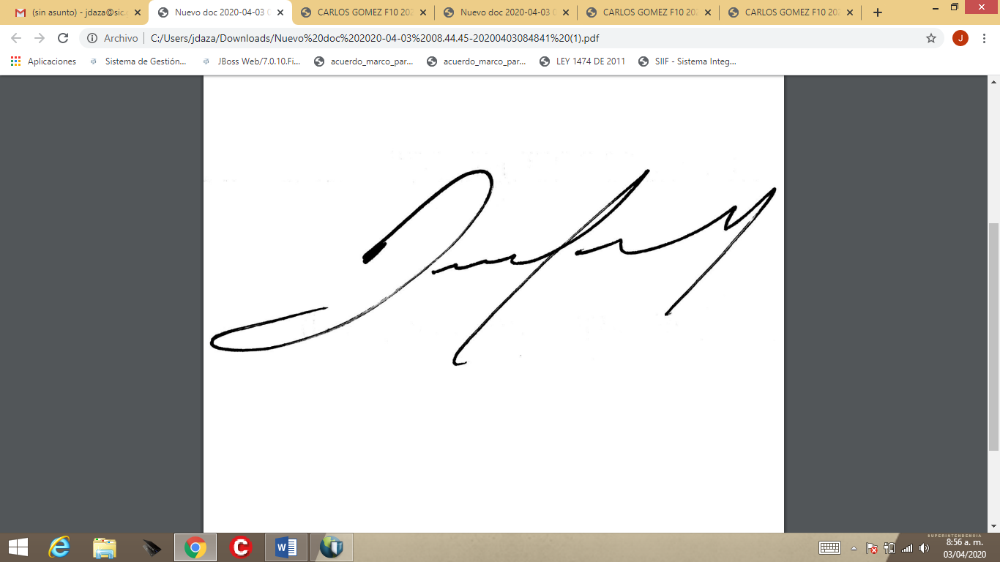 (sin asunto) - jdaza@sic.g
Nuevo doc 2020-04-03 0
CARLOS GOMEZ F10 202
Nuevo doc 2020-04-03 0
CARLOS GOMEZ F10 202
CARLOS GOMEZ F10 202
Archivo
C:/Users/jdaza/Downloads/Nuevo%20doc%202020-04-03%2008.44.45-20200403084841%20(1).pdf
J
Aplicaciones
Sistema de Gestión...
JBoss Web/7.0.10.Fi...
acuerdo_marco_par...
acuerdo_marco_par...
LEY 1474 DE 2011
SIIF - Sistema Integ...
SUPERINTENDENCIA
8:56 a. m.
03/04/2020